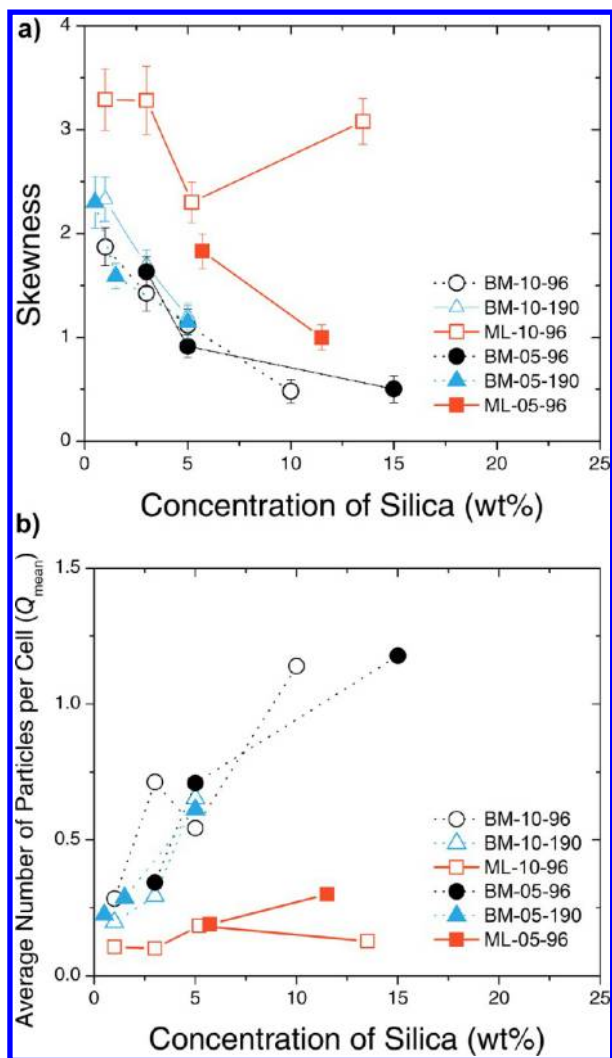 a)
4
3
2
1
0
Skewness
BM-10-96
BM-10-190
ML-10-96
BM-05-96
BM-05-190
ML-05-96
0 5 10 15 20 25
Concentration of Silica (wt%)
b)
1.5
1.0
0.5
0.0
Average Number of Particles per Cell (Qmean)
BM-10-96
BM-10-190
ML-10-96
BM-05-96
BM-05-190
ML-05-96
0 5 10 15 20 25
Concentration of Silica (wt%)